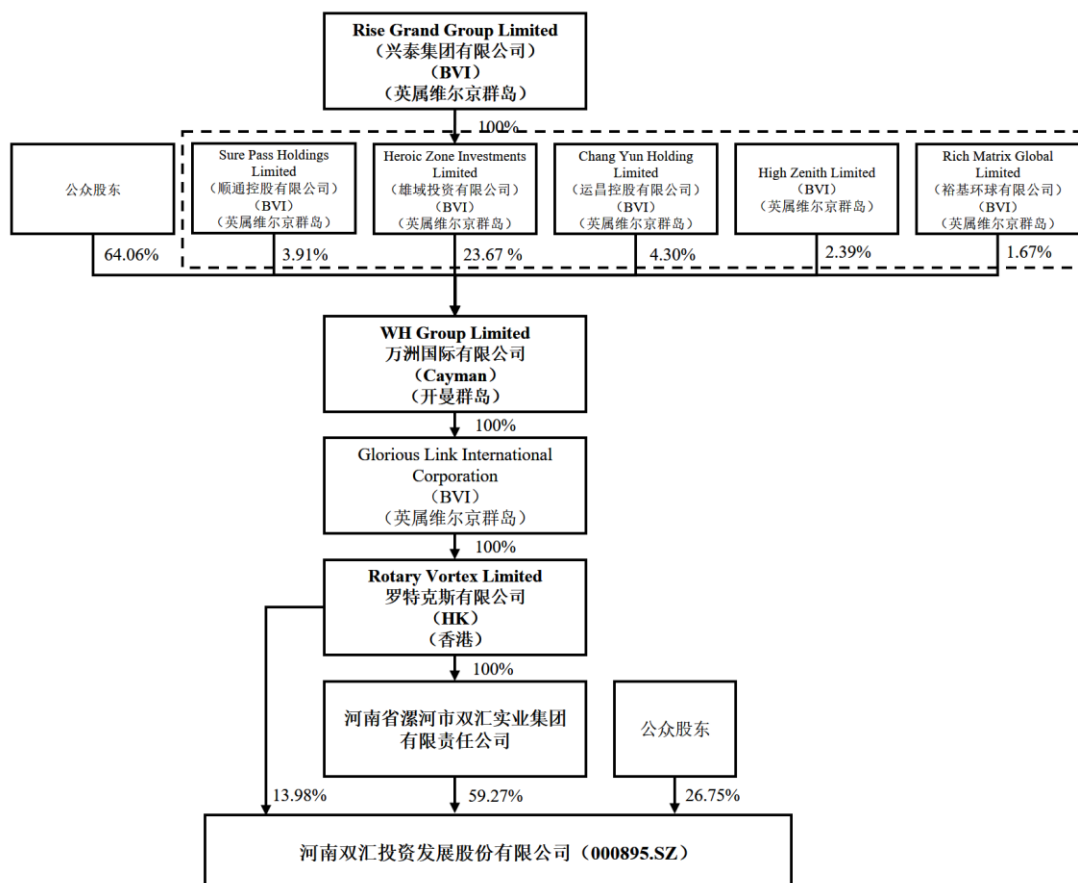 Rise Grand Group Limited
（兴泰集团有限公司）
（BVI）
（英属维尔京群岛）
100%
公众股东
Sure Pass Holdings
Limited
（顺通控股有限公司）
（BVI）
（英属维尔京群岛）
Heroic Zone Investments
Limited
（雄域投资有限公司）
（BVI）
（英属维尔京群岛）
Chang Yun Holding
Limited
（运昌控股有限公司）
（BVI）
（英属维尔京群岛）
High Zenith Limited
（BVI）
（英属维尔京群岛）
Rich Matrix Global
Limited
（裕基环球有限公司）
（BVI）
（英属维尔京群岛）
64.06%
3.91%
23.67 %
4.30%
2.39%
1.67%
WH Group Limited
万洲国际有限公司
（Cayman）
（开曼群岛）
100%
Glorious Link International
Corporation
（BVI）
（英属维尔京群岛）
100%
Rotary Vortex Limited
罗特克斯有限公司
（HK）
（香港）
100%
河南省漯河市双汇实业集团
有限责任公司
公众股东
13.98%
59.27%
26.75%
河南双汇投资发展股份有限公司（000895.SZ）